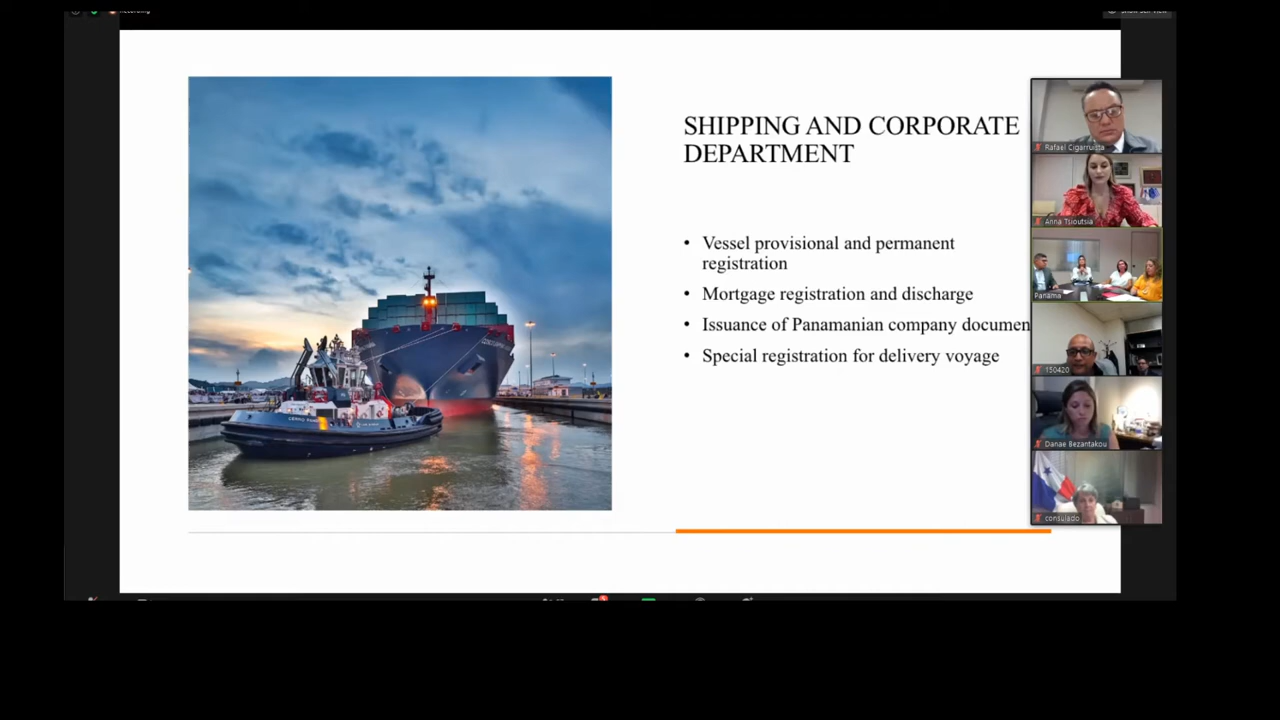 SHIPPING AND CORPORATE
DEPARTMENT
• Vessel provisional and permanent
registration
• Mortgage registration and discharge
• Issuance of Panamanian company documen
• Special registration for delivery voyage
Rafael Cigarruista
Anna Tsioutsia
Panama
150420
Danae Bezantakou
consulado